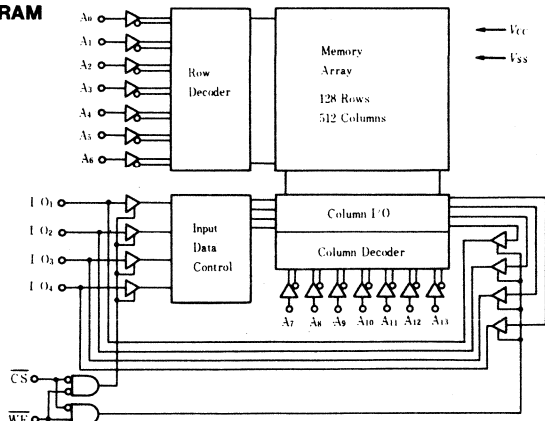 RAM
A0
A1
A2
A3
A4
A5
A6
Row
Decoder
Memory
Array
128 Rows
512 Columns
VCC
VSS
I O1
I O2
I O3
I O4
Input
Data
Control
Column I/O
Column Decoder
A7 A8 A9 A10 A11 A12 A13
CS
WE